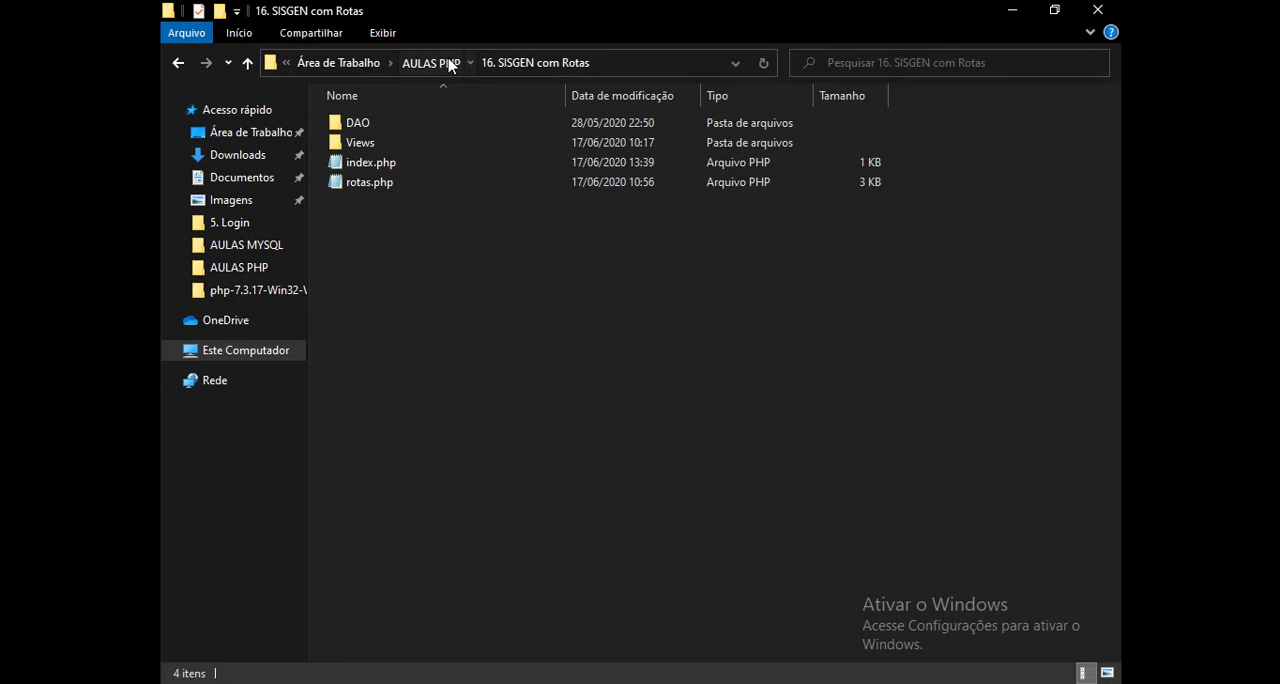 16. SISGEN com Rotas
Arquivo Início Compartilhar Exibir
« Área de Trabalho AULAS PHP 16. SISGEN com Rotas Pesquisar 16. SISGEN com Rotas
Nome Data de modificação Tipo Tamanho
DAO 28/05/2020 22:50 Pasta de arquivos
Views 17/06/2020 10:17 Pasta de arquivos
index.php 17/06/2020 13:39 Arquivo PHP 1 KB
rotas.php 17/06/2020 10:56 Arquivo PHP 3 KB
Acesso rápido
Área de Trabalho
Downloads
Documentos
Imagens
5. Login
AULAS MYSQL
AULAS PHP
php-7.3.17-Win32-V
OneDrive
Este Computador
Rede
Ativar o Windows
Acesse Configurações para ativar o
Windows.
4 itens